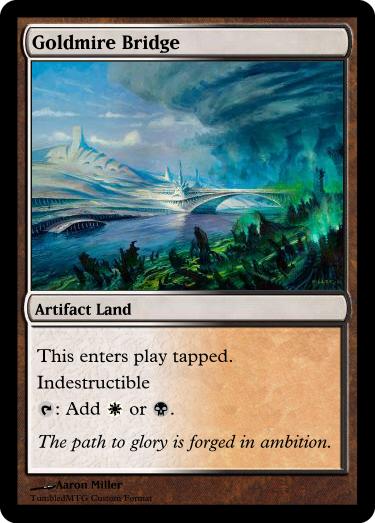 Goldmire Bridge
Artifact Land
This enters play tapped.
Indestructible
: Add or .
The path to glory is forged in ambition.
Aaron Miller
TumbledMTG Custom Format